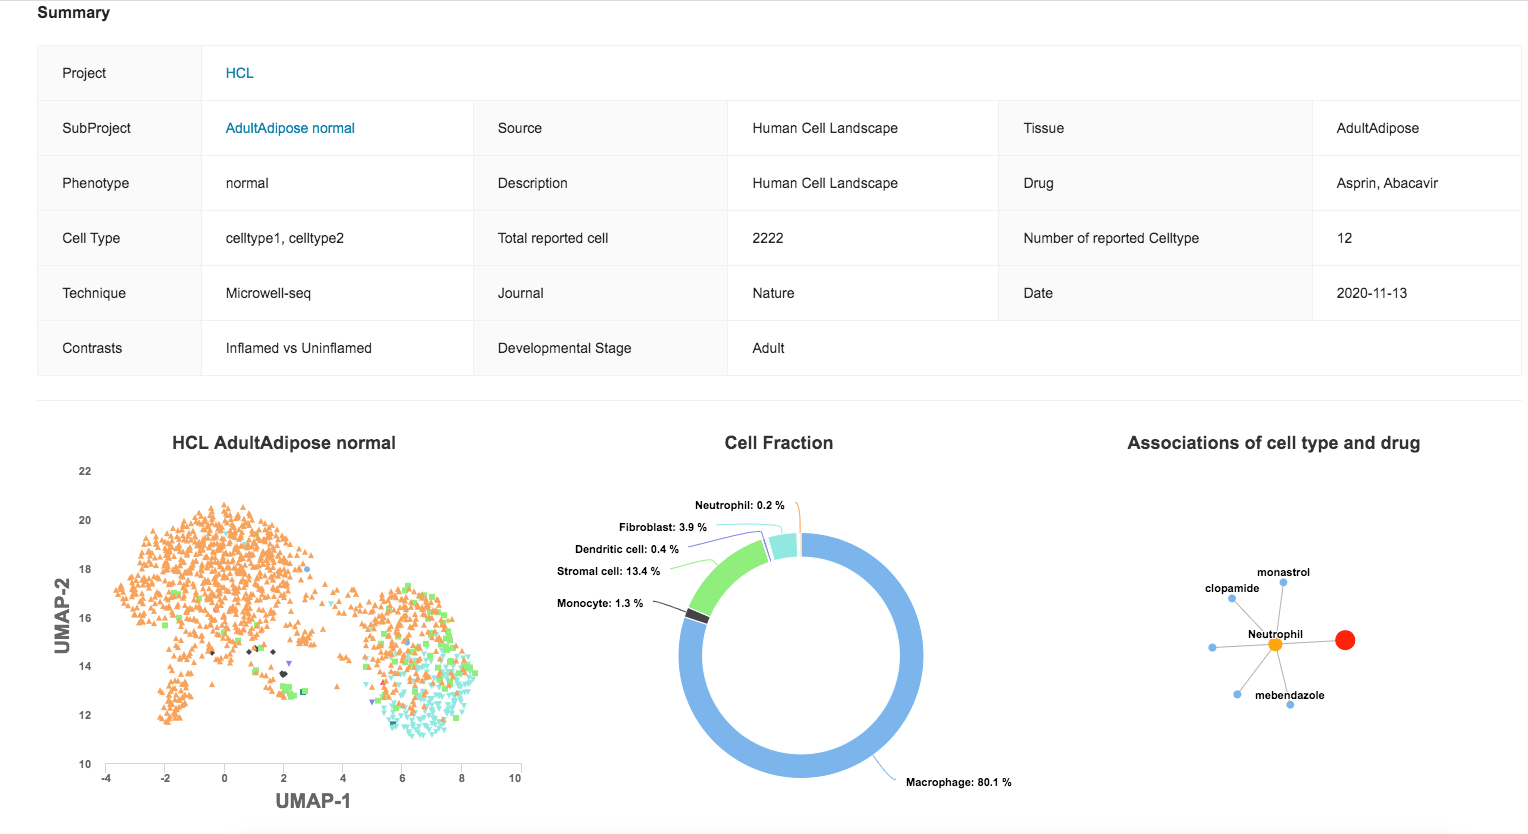 Summary
Project HCL
SubProject AdultAdipose normal Source Human Cell Landscape Tissue AdultAdipose
Phenotype normal Description Human Cell Landscape Drug Asprin, Abacavir
Cell Type celltype1, celltype2 Total reported cell 2222 Number of reported Celltype 12
Technique Microwell-seq Journal Nature Date 2020-11-13
Contrasts Inflamed vs Uninflamed Developmental Stage Adult
HCL AdultAdipose normal
22
20
18
16
14
12
10
UMAP-2
-4 -2 0 2 4 6 8 10
UMAP-1
Cell Fraction
Neutrophil: 0.2 %
Fibroblast: 3.9 %
Dendritic cell: 0.4 %
Stromal cell: 13.4 %
Monocyte: 1.3 %
Macrophage: 80.1 %
Associations of cell type and drug
monastrol
clopamide
Neutrophil
mebendazole